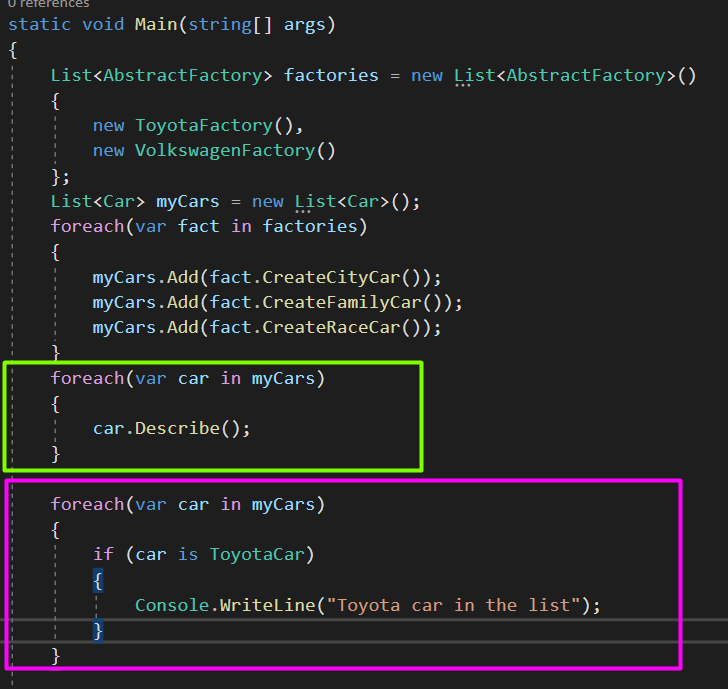 0 references
static void Main(string[] args)
{
List<AbstractFactory> factories = new List<AbstractFactory>()
{
new ToyotaFactory(),
new VolkswagenFactory()
};
List<Car> myCars = new List<Car>();
foreach(var fact in factories)
{
myCars.Add(fact.CreateCityCar());
myCars.Add(fact.CreateFamilyCar());
myCars.Add(fact.CreateRaceCar());
}
foreach(var car in myCars)
{
car.Describe();
}
foreach(var car in myCars)
{
if (car is ToyotaCar)
{
Console.WriteLine("Toyota car in the list");
}
}